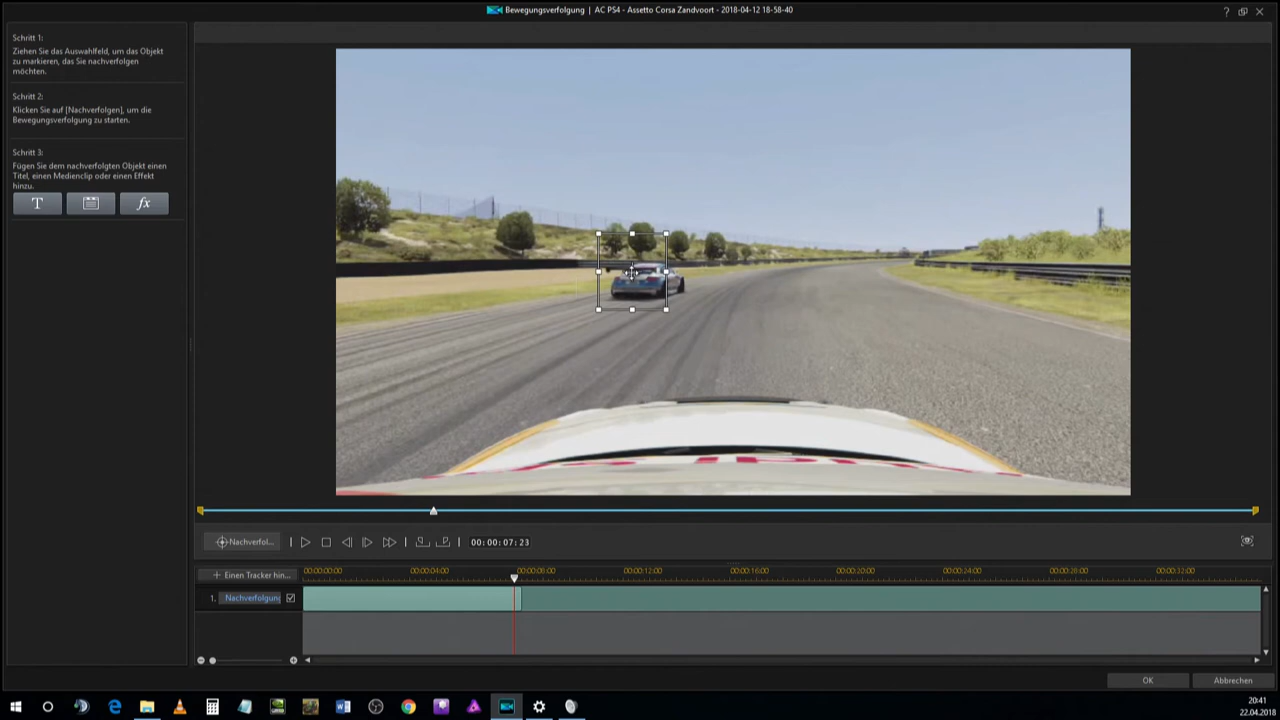 Bewegungsverfolgung | AC PS4 - Assetto Corsa Zandvoort - 2018-04-12 18-58-40
?
Schritt 1:
Ziehen Sie das Auswahlfeld, um das Objekt
zu markieren, das Sie nachverfolgen
möchten.
Schritt 2:
Klicken Sie auf [Nachverfolgen], um die
Bewegungsverfolgung zu starten.
Schritt 3:
Fügen Sie dem nachverfolgten Objekt einen
Titel, einen Medienclip oder einen Effekt
hinzu.
T
fx
Nachverfol...
00:00:07:23
Einen Tracker hin...
00:00:00:00
00:00:04:00
00:00:08:00
00:00:12:00
00:00:16:00
00:00:20:00
00:00:24:00
00:00:28:00
00:00:32:00
1. Nachverfolgung
OK
Abbrechen
20:41
22.04.2018